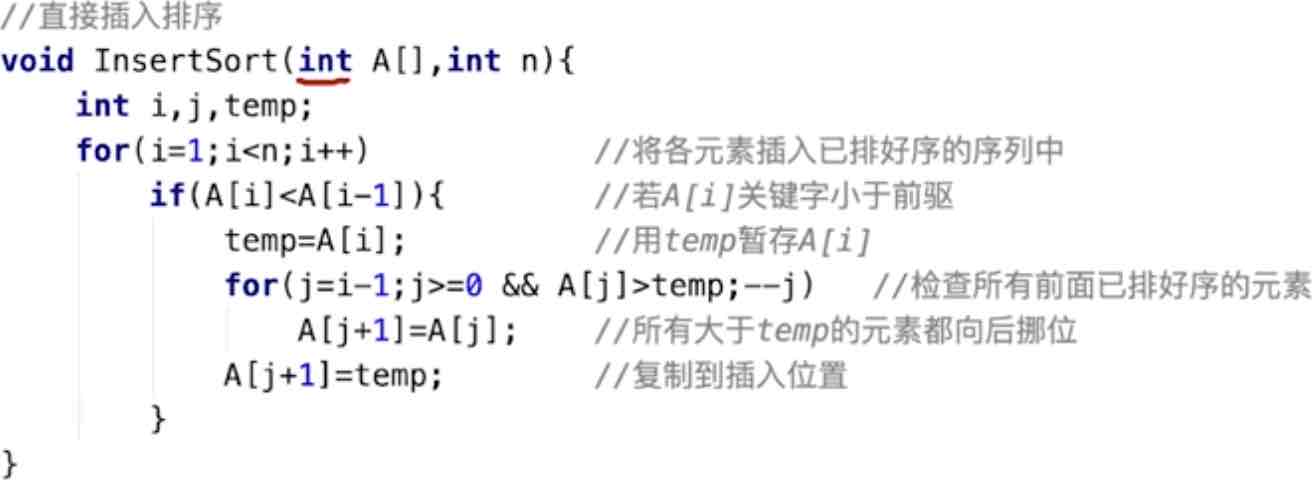 //直接插入排序
void InsertSort(int A[],int n){
    int i,j,temp;
    for(i=1;i<n;i++)                //将各元素插入已排好序的序列中
        if(A[i]<A[i-1]){            //若A[i]关键字小于前驱
            temp=A[i];              //用temp暂存A[i]
            for(j=i-1;j>=0 && A[j]>temp;--j)   //检查所有前面已排好序的元素
                A[j+1]=A[j];        //所有大于temp的元素都向后挪位
            A[j+1]=temp;            //复制到插入位置
        }
}